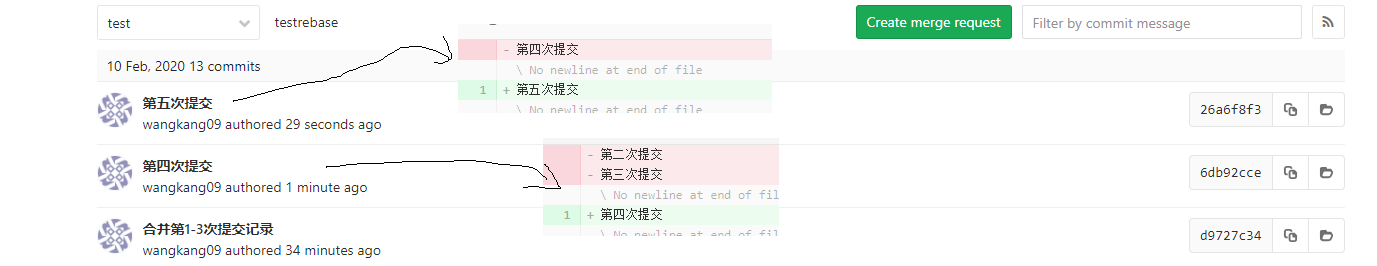 test
testrebase
Create merge request
Filter by commit message
10 Feb, 2020 13 commits
- 第四次提交
\ No newline at end of file
1 + 第五次提交
\ No newline at end of file
第五次提交
wangkang09 authored 29 seconds ago
26a6f8f3
- 第二次提交
- 第三次提交
\ No newline at end of fil
1 + 第四次提交
\ No newline at end of fil
第四次提交
wangkang09 authored 1 minute ago
6db92cce
合并第1-3次提交记录
wangkang09 authored 34 minutes ago
d9727c34